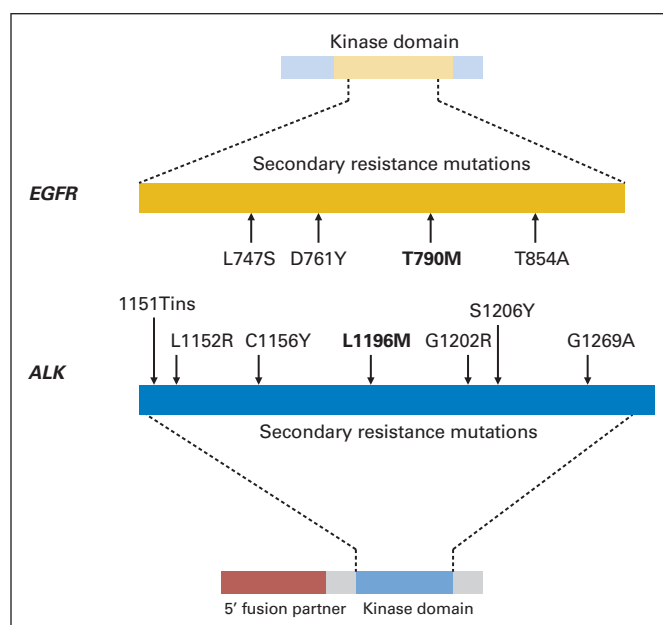 Kinase domain
Secondary resistance mutations
EGFR
L747S D761Y T790M T854A
1151Tins
S1206Y
L1152R C1156Y L1196M G1202R G1269A
ALK
Secondary resistance mutations
5′ fusion partner Kinase domain